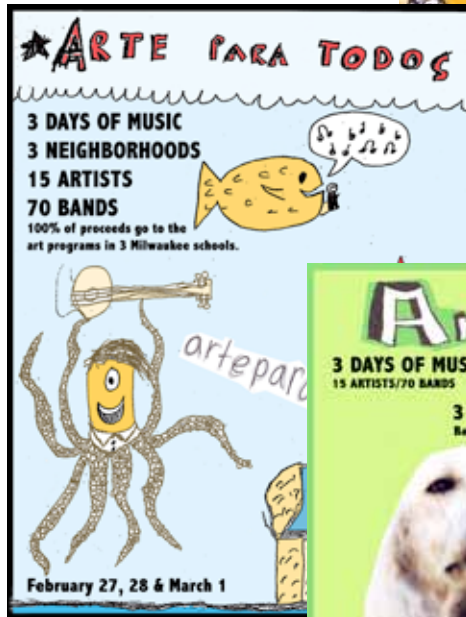 ARTE PARA TODOS
3 DAYS OF MUSIC
3 NEIGHBORHOODS
15 ARTISTS
70 BANDS
100% of proceeds go to the
art programs in 3 Milwaukee schools.
artepara
February 27, 28 & March 1
A
3 DAYS OF MUS
15 ARTISTS/70 BANDS
3